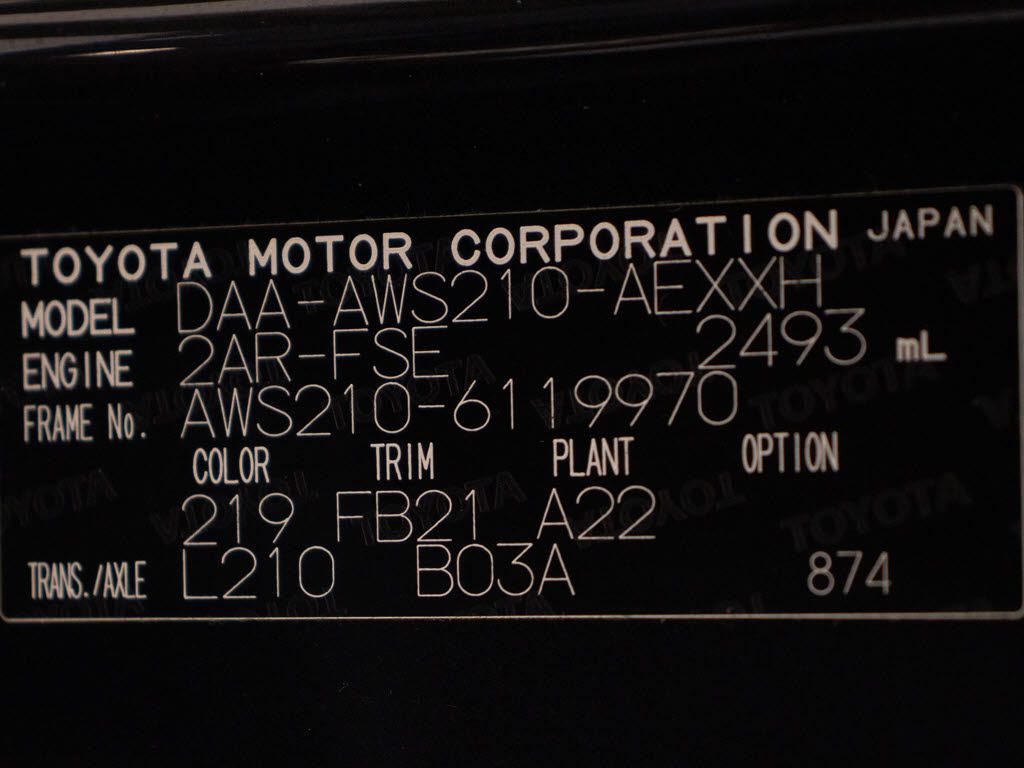 TOYOTA MOTOR CORPORATION JAPAN
MODEL DAA-AWS210-AEXXH
ENGINE 2AR-FSE 2493 mL
FRAME No. AWS210-6119970
COLOR TRIM PLANT OPTION
219 FB21 A22
TRANS./AXLE L210 B03A 874